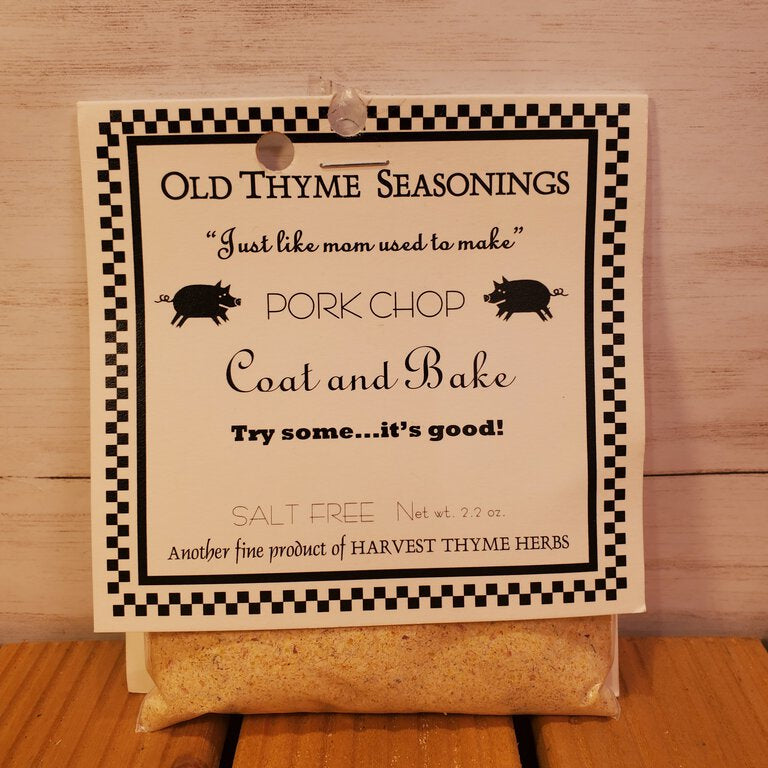 OLD THYME SEASONINGS
“Just like mom used to make”
PORK CHOP
Coat and Bake
Try some...it’s good!
SALT FREE Net wt. 2.2 oz.
Another fine product of HARVEST THYME HERBS